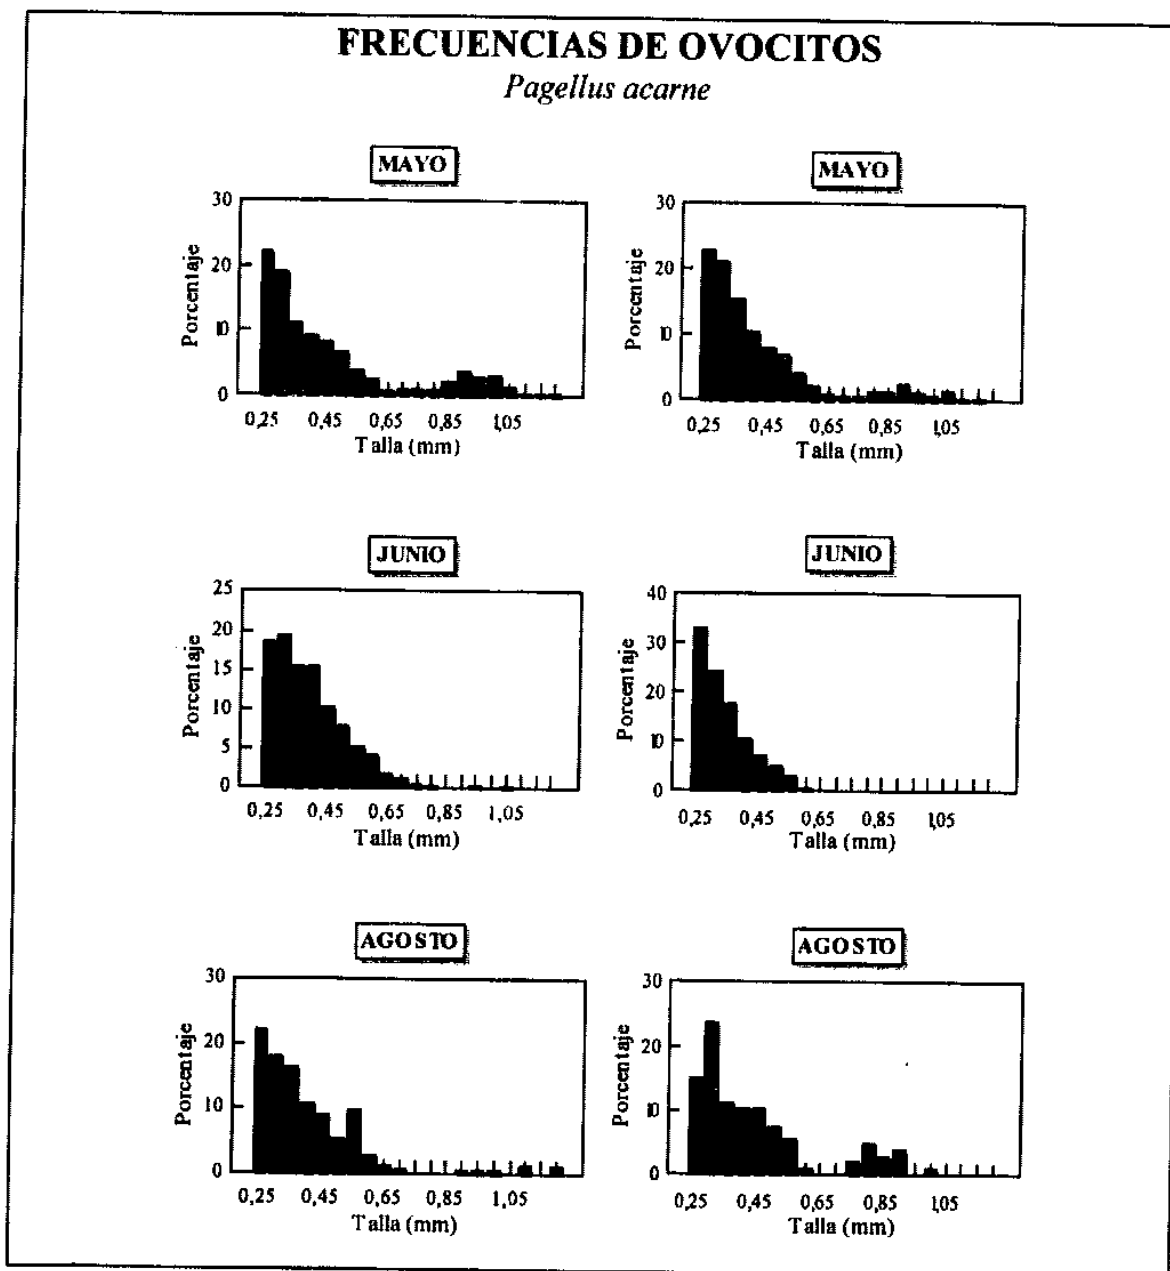 FRECUENCIAS DE OVOCITOS
Pagellus acarne
MAYO
30
20
10
0
Porcentaje
0,25 0,45 0,65 0,85 1,05
Talla (mm)
MAYO
30
20
10
0
Porcentaje
0,25 0,45 0,65 0,85 1,05
Talla (mm)
JUNIO
25
20
15
10
5
0
Porcentaje
0,25 0,45 0,65 0,85 1,05
Talla (mm)
JUNIO
40
30
20
10
0
Porcentaje
0,25 0,45 0,65 0,85 1,05
Talla (mm)
AGOSTO
30
20
10
0
Porcentaje
0,25 0,45 0,65 0,85 1,05
Talla (mm)
AGOSTO
30
20
10
0
Porcentaje
0,25 0,45 0,65 0,85 1,05
Talla (mm)